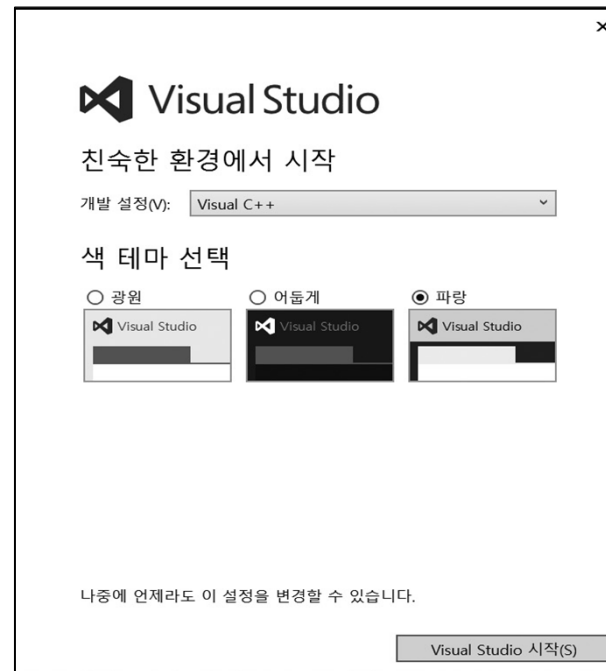 Visual Studio
친숙한 환경에서 시작
개발 설정(V): Visual C++
색 테마 선택
광원 어둡게 파랑
Visual Studio Visual Studio Visual Studio
나중에 언제라도 이 설정을 변경할 수 있습니다.
Visual Studio 시작(S)